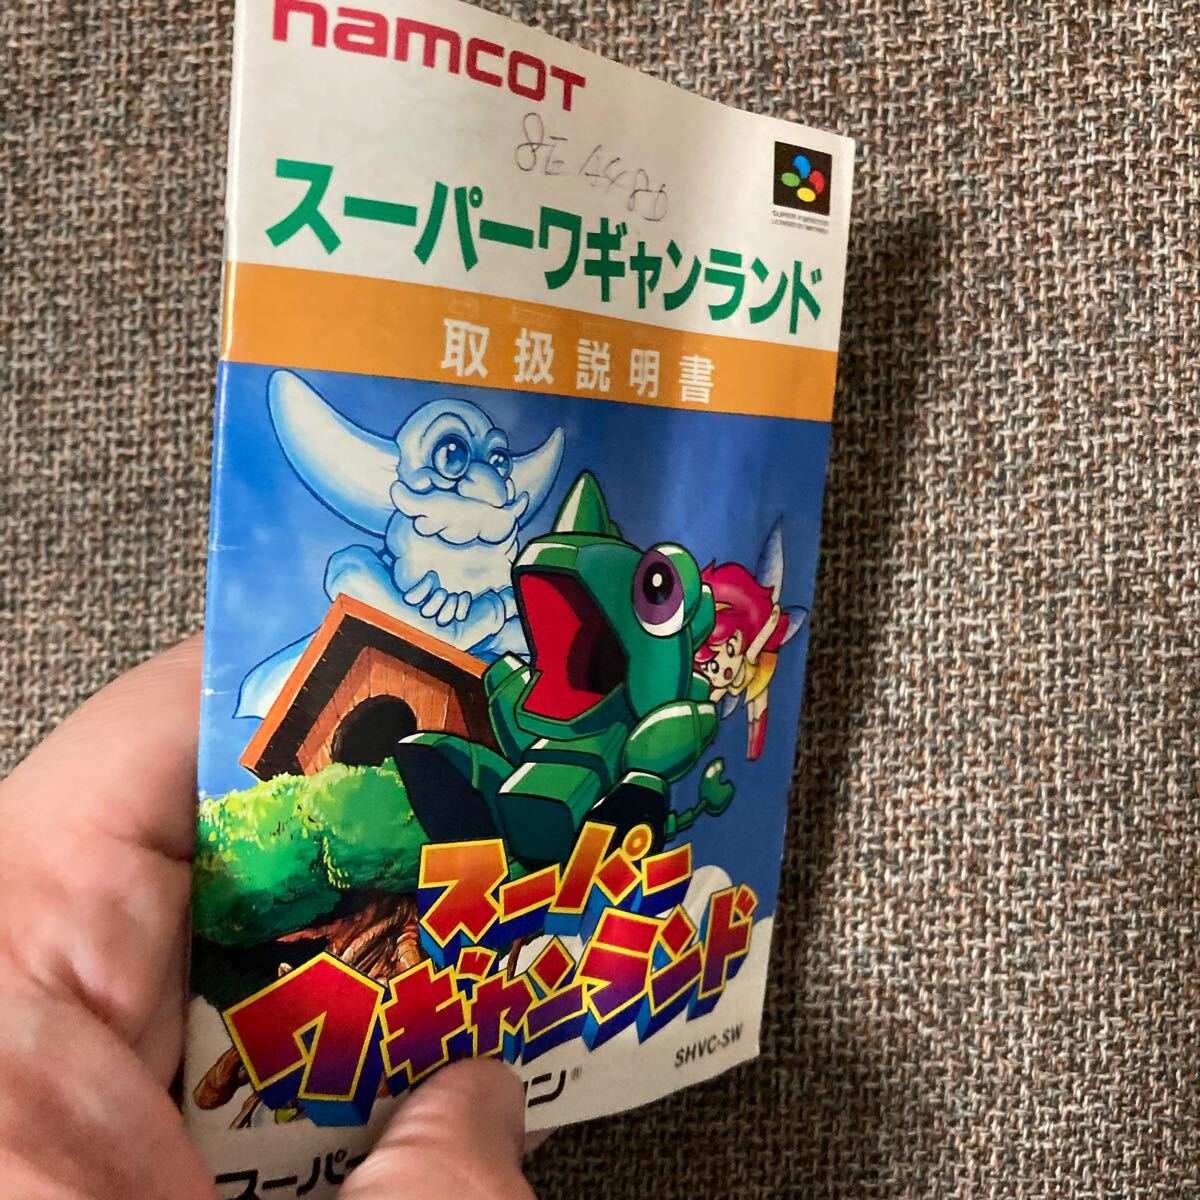 namcot
スーパーワギャンランド
取扱説明書
スーパー
ワギャンランド
SHVC-SW